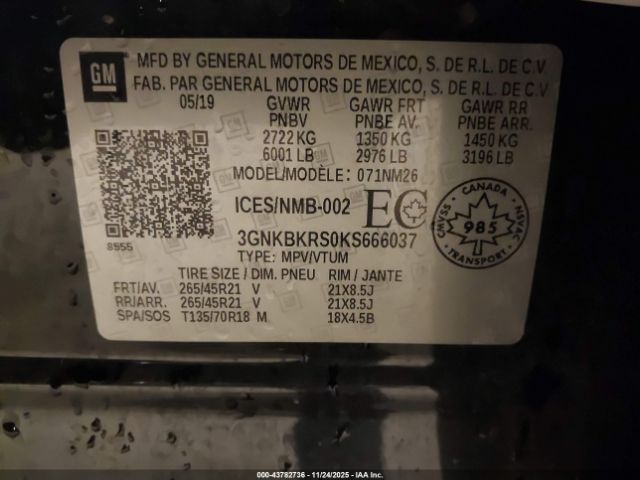 GM
MFD BY GENERAL MOTORS DE MEXICO, S. DE R.L. DE C.V
FAB. PAR GENERAL MOTORS DE MEXICO, S. DE R.L. DE C.V.
05/19 GVWR GAWR FRT GAWR RR
PNBV PNBE AV. PNBE ARR.
2722 KG 1350 KG 1450 KG
6001 LB 2976 LB 3196 LB
MODEL/MODÈLE: 071NM26
8555
ICES/NMB-002 EC
CANADA
CMVSS 985 NSVAC
3GNKBKRS0KS666037
TYPE: MPV/VTUM
TIRE SIZE / DIM. PNEU RIM / JANTE
FRT/AV. 265/45R21 V 21X8.5J
RR/ARR. 265/45R21 V 21X8.5J
SPA/SOS T135/70R18 M 18X4.5B
000-43782736 - 11/24/2025 - IAA Inc.